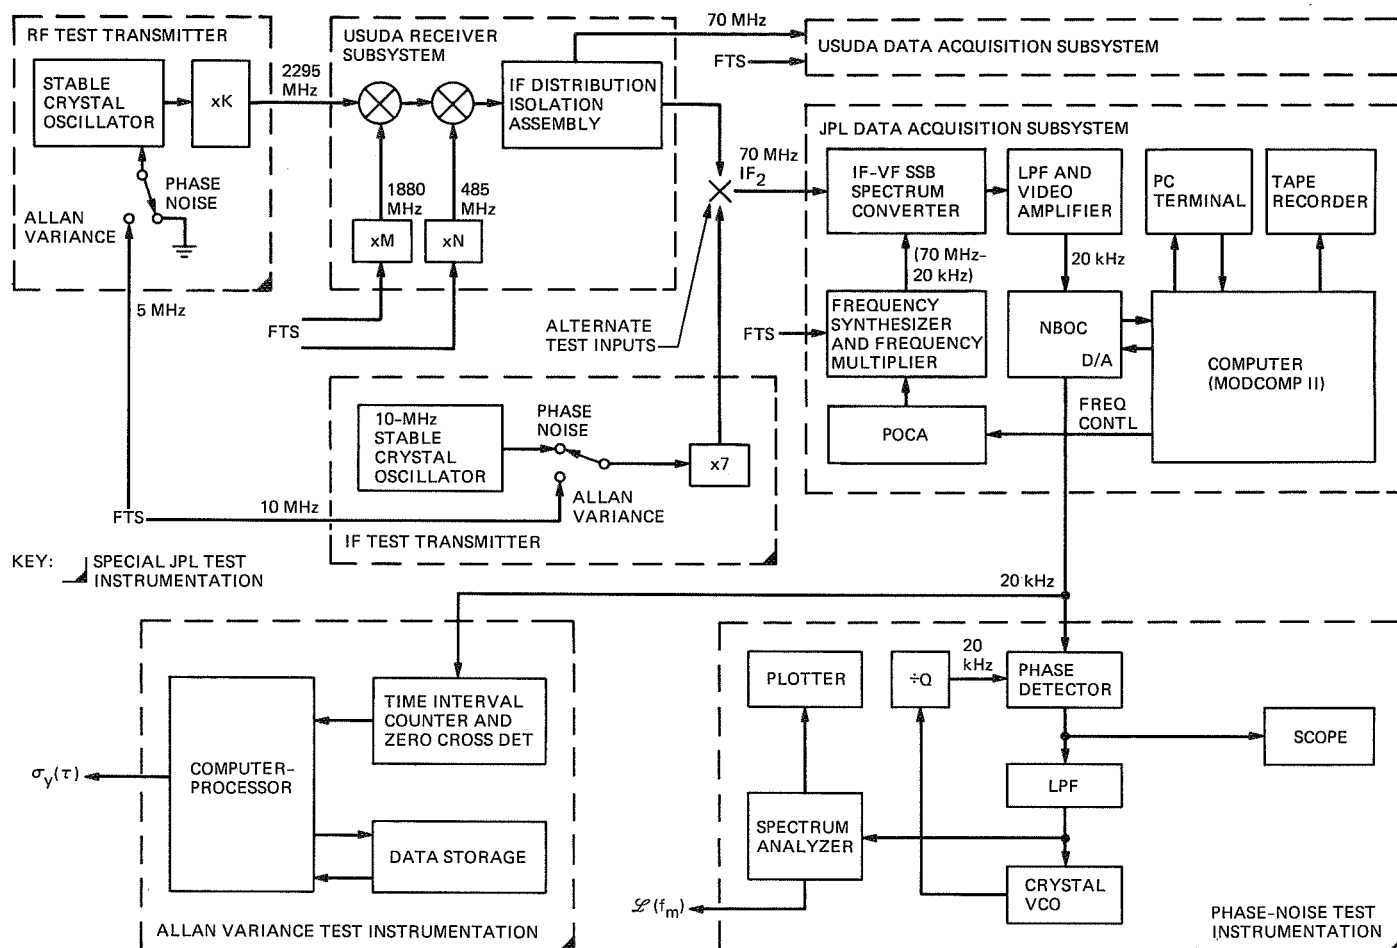 RF TEST TRANSMITTER
STABLE
CRYSTAL
OSCILLATOR
xK
2295
MHz
PHASE
NOISE
ALLAN
VARIANCE
5 MHz
USUDA RECEIVER
SUBSYSTEM
IF DISTRIBUTION
ISOLATION
ASSEMBLY
1880
MHz
485
MHz
xM
xN
FTS
70 MHz
FTS
USUDA DATA ACQUISITION SUBSYSTEM
70 MHz
IF2
ALTERNATE
TEST INPUTS
JPL DATA ACQUISITION SUBSYSTEM
IF-VF SSB
SPECTRUM
CONVERTER
LPF AND
VIDEO
AMPLIFIER
PC
TERMINAL
TAPE
RECORDER
(70 MHz-
20 kHz)
20 kHz
FTS
FREQUENCY
SYNTHESIZER
AND FREQUENCY
MULTIPLIER
NBOC
D/A
COMPUTER
(MODCOMP II)
POCA
FREQ
CONTL
10-MHz
STABLE
CRYSTAL
OSCILLATOR
PHASE
NOISE
ALLAN
VARIANCE
x7
FTS
10 MHz
IF TEST TRANSMITTER
KEY:
SPECIAL JPL TEST
INSTRUMENTATION
20 kHz
TIME INTERVAL
COUNTER AND
ZERO CROSS DET
COMPUTER-
PROCESSOR
DATA STORAGE
σy(τ)
ALLAN VARIANCE TEST INSTRUMENTATION
PLOTTER
÷Q
20
kHz
PHASE
DETECTOR
SCOPE
LPF
SPECTRUM
ANALYZER
CRYSTAL
VCO
ℒ(fm)
PHASE-NOISE TEST
INSTRUMENTATION